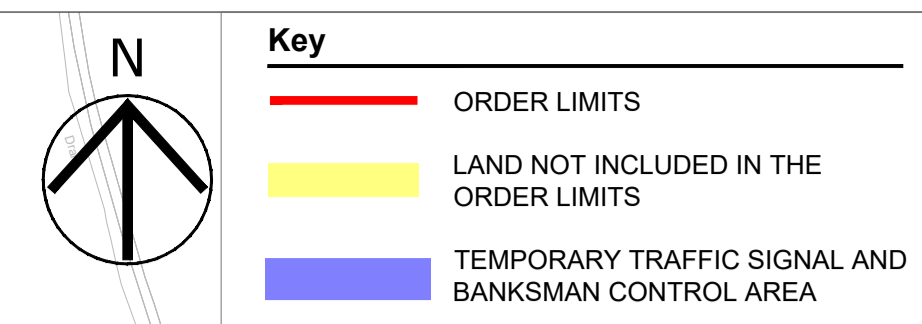 N
Key
ORDER LIMITS
LAND NOT INCLUDED IN THE
ORDER LIMITS
TEMPORARY TRAFFIC SIGNAL AND
BANKSMAN CONTROL AREA